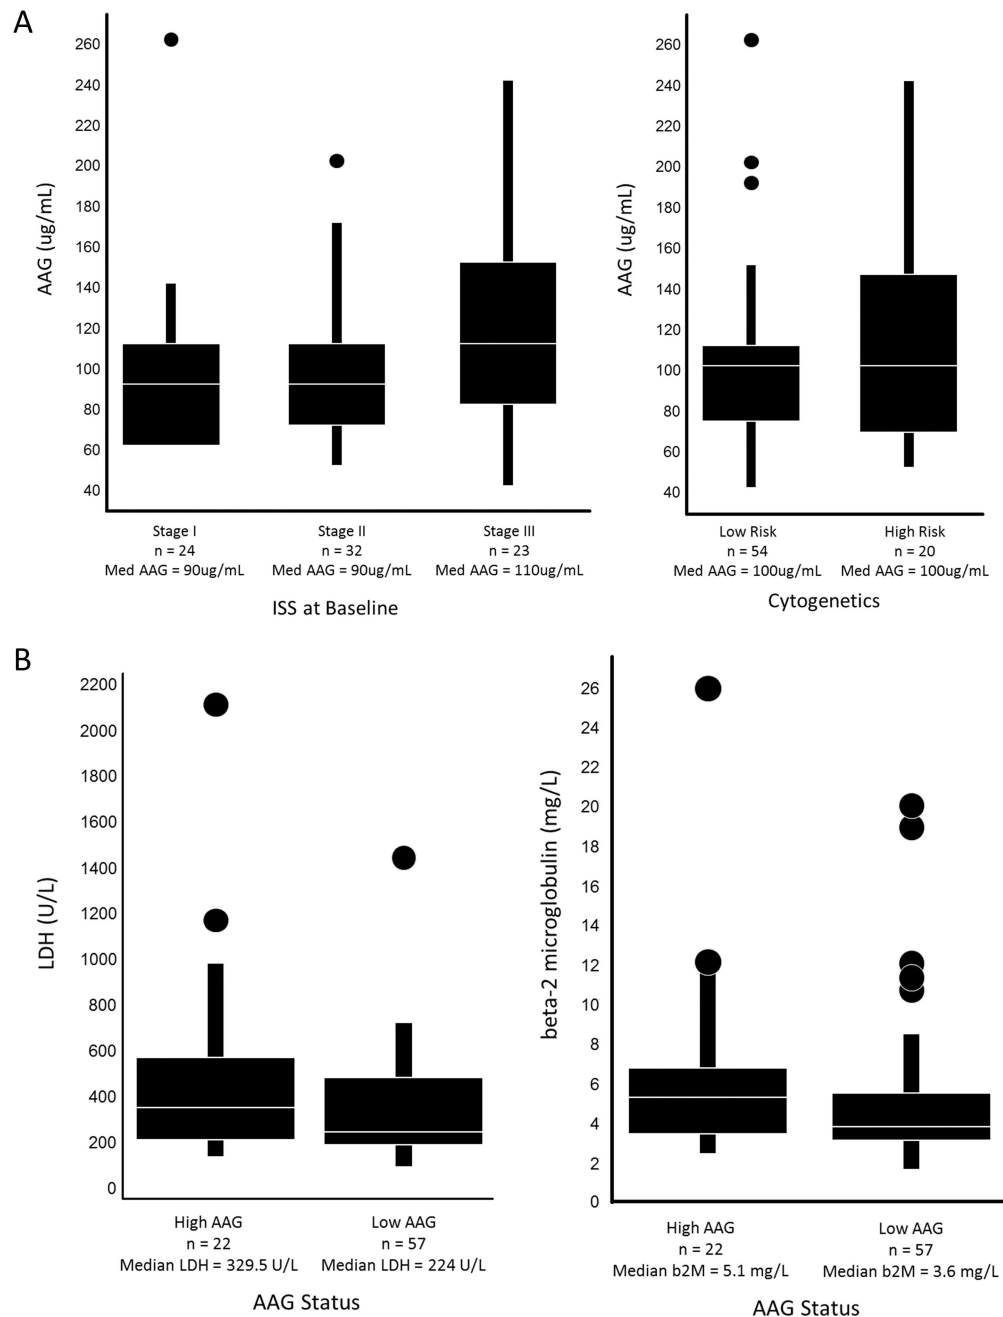 A
260
240
220
200
180
160
140
120
100
80
60
40
AAG (ug/mL)
Stage I
n = 24
Med AAG = 90ug/mL
Stage II
n = 32
Med AAG = 90ug/mL
Stage III
n = 23
Med AAG = 110ug/mL
ISS at Baseline
260
240
220
200
180
160
140
120
100
80
60
40
AAG (ug/mL)
Low Risk
n = 54
Med AAG = 100ug/mL
High Risk
n = 20
Med AAG = 100ug/mL
Cytogenetics
B
2200
2000
1800
1600
1400
1200
1000
800
600
400
200
0
LDH (U/L)
High AAG
n = 22
Median LDH = 329.5 U/L
Low AAG
n = 57
Median LDH = 224 U/L
AAG Status
26
24
22
20
18
16
14
12
10
8
6
4
2
0
beta-2 microglobulin (mg/L)
High AAG
n = 22
Median b2M = 5.1 mg/L
Low AAG
n = 57
Median b2M = 3.6 mg/L
AAG Status